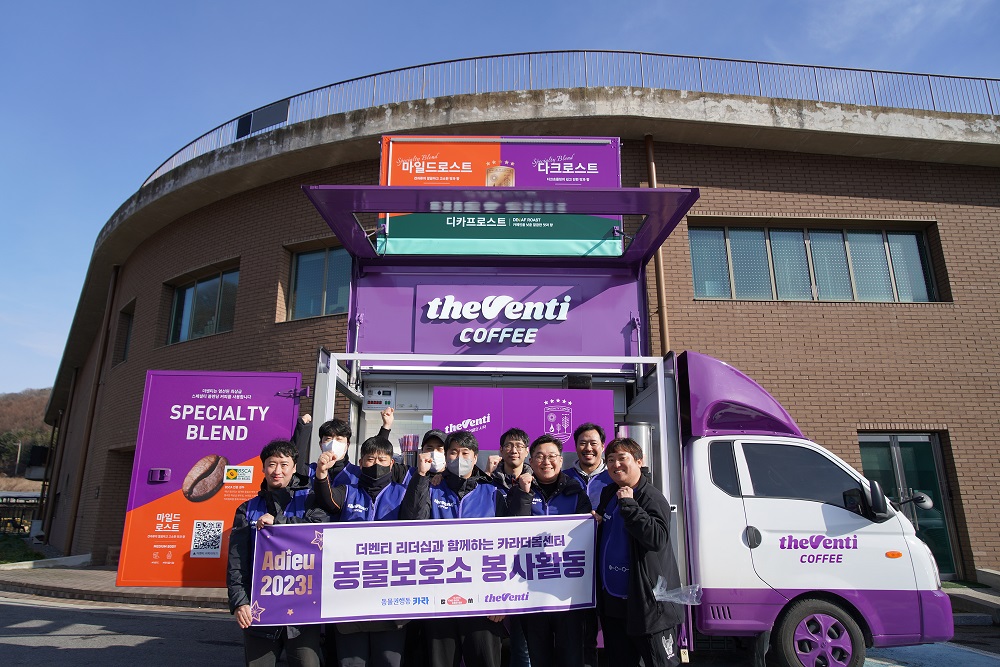 Specialty Blend
마일드로스트
Specialty Blend
다크로스트
디카프로스트
DECAF ROAST
theVenti
COFFEE
SPECIALTY
BLEND
BSCA
마일드
로스트
theVenti
Adieu
2023!
더벤티 리더십과 함께하는 카라더봄센터
동물보호소 봉사활동
동물권행동 카라
theVenti
theVenti
COFFEE